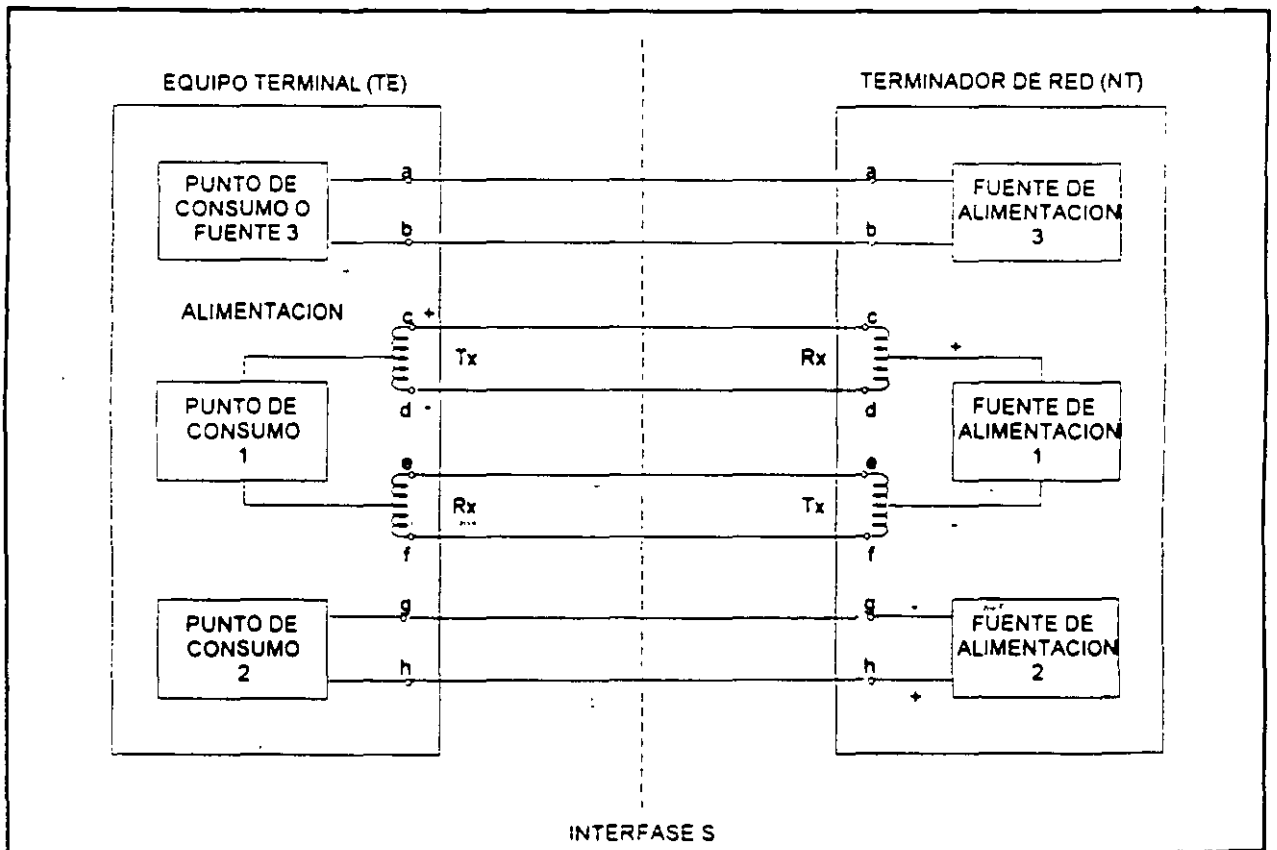 EQUIPO TERMINAL (TE)
TERMINADOR DE RED (NT)
PUNTO DE
CONSUMO O
FUENTE 3
a
b
a
b
FUENTE DE
ALIMENTACION
3
ALIMENTACION
c +
Tx
d -
c
Rx
+
d
PUNTO DE
CONSUMO
1
FUENTE DE
ALIMENTACION
1
e
Rx
f
e
Tx
-
f
PUNTO DE
CONSUMO
2
g
h
g -
h
+
FUENTE DE
ALIMENTACION
2
INTERFASE S